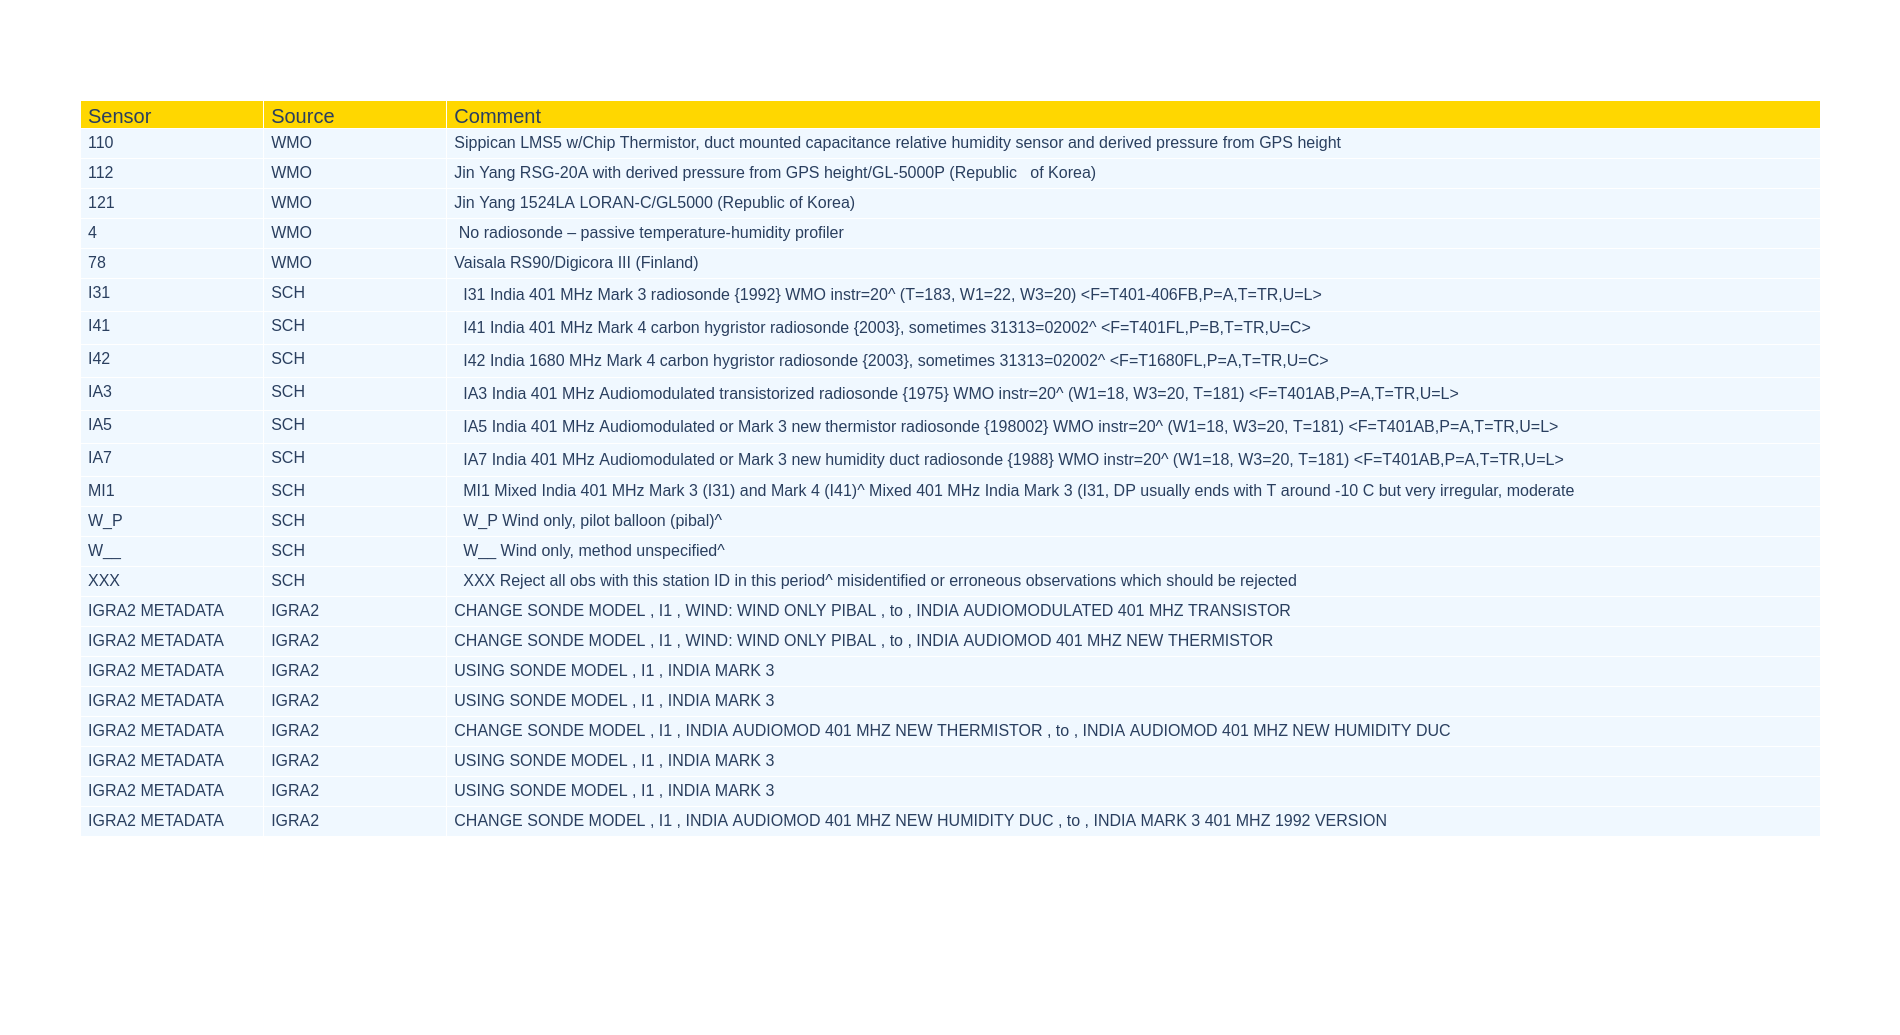 Sensor Source Comment
110 WMO Sippican LMS5 w/Chip Thermistor, duct mounted capacitance relative humidity sensor and derived pressure from GPS height
112 WMO Jin Yang RSG-20A with derived pressure from GPS height/GL-5000P (Republic   of Korea)
121 WMO Jin Yang 1524LA LORAN-C/GL5000 (Republic of Korea)
4 WMO No radiosonde – passive temperature-humidity profiler
78 WMO Vaisala RS90/Digicora III (Finland)
I31 SCH I31 India 401 MHz Mark 3 radiosonde {1992} WMO instr=20^ (T=183, W1=22, W3=20) <F=T401-406FB,P=A,T=TR,U=L>
I41 SCH I41 India 401 MHz Mark 4 carbon hygristor radiosonde {2003}, sometimes 31313=02002^ <F=T401FL,P=B,T=TR,U=C>
I42 SCH I42 India 1680 MHz Mark 4 carbon hygristor radiosonde {2003}, sometimes 31313=02002^ <F=T1680FL,P=A,T=TR,U=C>
IA3 SCH IA3 India 401 MHz Audiomodulated transistorized radiosonde {1975} WMO instr=20^ (W1=18, W3=20, T=181) <F=T401AB,P=A,T=TR,U=L>
IA5 SCH IA5 India 401 MHz Audiomodulated or Mark 3 new thermistor radiosonde {198002} WMO instr=20^ (W1=18, W3=20, T=181) <F=T401AB,P=A,T=TR,U=L>
IA7 SCH IA7 India 401 MHz Audiomodulated or Mark 3 new humidity duct radiosonde {1988} WMO instr=20^ (W1=18, W3=20, T=181) <F=T401AB,P=A,T=TR,U=L>
MI1 SCH MI1 Mixed India 401 MHz Mark 3 (I31) and Mark 4 (I41)^ Mixed 401 MHz India Mark 3 (I31, DP usually ends with T around -10 C but very irregular, moderate
W_P SCH W_P Wind only, pilot balloon (pibal)^
W__ SCH W__ Wind only, method unspecified^
XXX SCH XXX Reject all obs with this station ID in this period^ misidentified or erroneous observations which should be rejected
IGRA2 METADATA IGRA2 CHANGE SONDE MODEL , I1 , WIND: WIND ONLY PIBAL , to , INDIA AUDIOMODULATED 401 MHZ TRANSISTOR
IGRA2 METADATA IGRA2 CHANGE SONDE MODEL , I1 , WIND: WIND ONLY PIBAL , to , INDIA AUDIOMOD 401 MHZ NEW THERMISTOR
IGRA2 METADATA IGRA2 USING SONDE MODEL , I1 , INDIA MARK 3
IGRA2 METADATA IGRA2 USING SONDE MODEL , I1 , INDIA MARK 3
IGRA2 METADATA IGRA2 CHANGE SONDE MODEL , I1 , INDIA AUDIOMOD 401 MHZ NEW THERMISTOR , to , INDIA AUDIOMOD 401 MHZ NEW HUMIDITY DUC
IGRA2 METADATA IGRA2 USING SONDE MODEL , I1 , INDIA MARK 3
IGRA2 METADATA IGRA2 USING SONDE MODEL , I1 , INDIA MARK 3
IGRA2 METADATA IGRA2 CHANGE SONDE MODEL , I1 , INDIA AUDIOMOD 401 MHZ NEW HUMIDITY DUC , to , INDIA MARK 3 401 MHZ 1992 VERSION